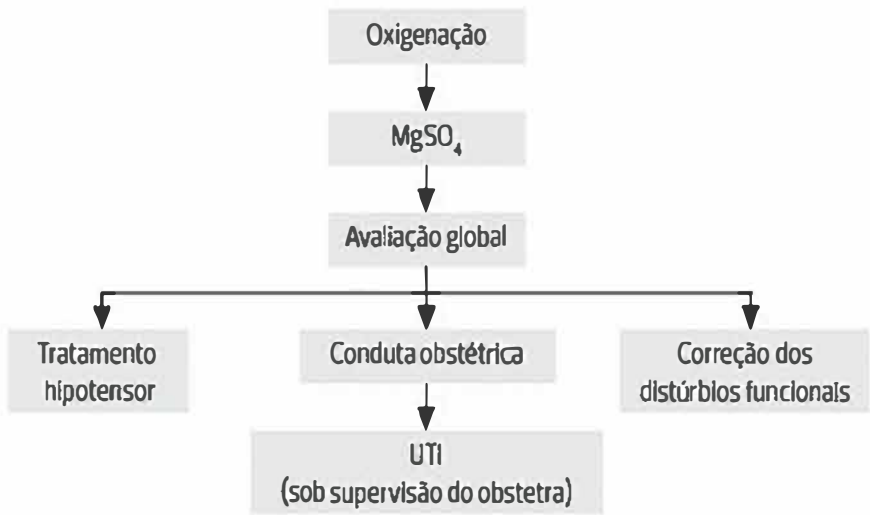 Oxigenação
MgSO₄
Avaliação global
Tratamento
hipotensor
Conduta obstétrica
Correção dos
distúrbios funcionais
UTI
(sob supervisão do obstetra)